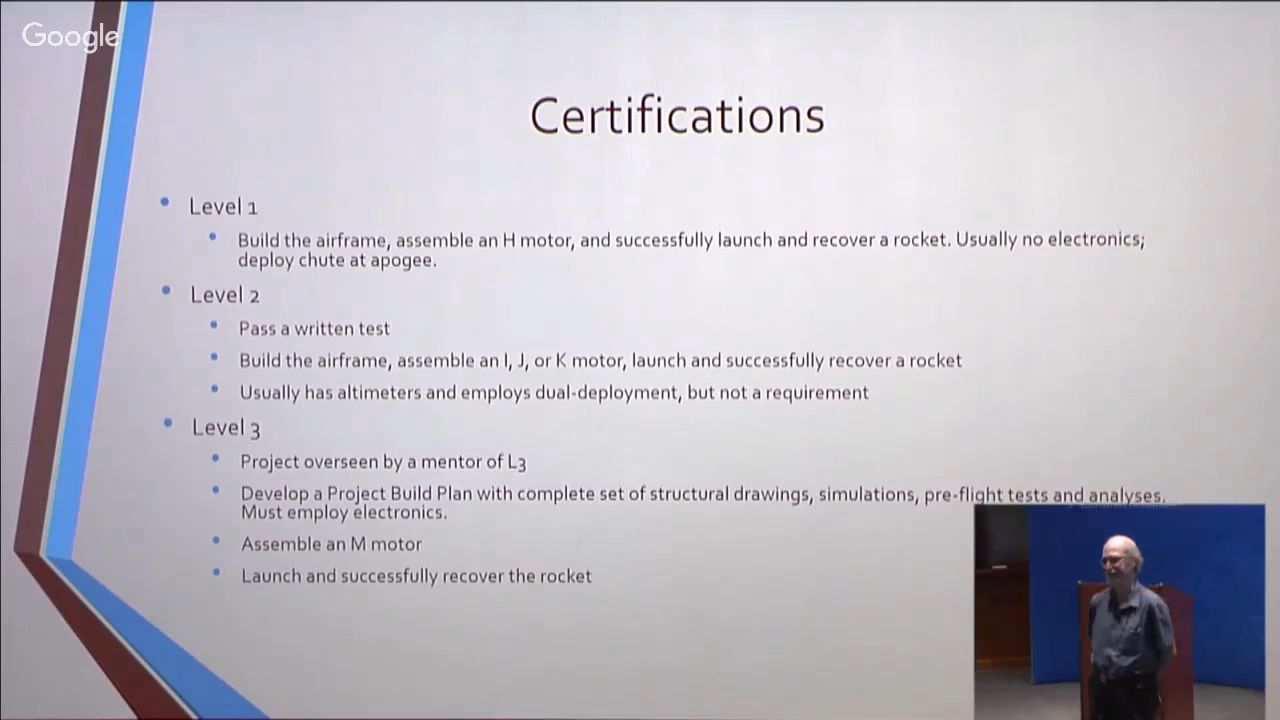 Google
Certifications
Level 1
Build the airframe, assemble an H motor, and successfully launch and recover a rocket. Usually no electronics;
deploy chute at apogee.
Level 2
Pass a written test
Build the airframe, assemble an I, J, or K motor, launch and successfully recover a rocket
Usually has altimeters and employs dual-deployment, but not a requirement
Level 3
Project overseen by a mentor of L3
Develop a Project Build Plan with complete set of structural drawings, simulations, pre-flight tests and analyses.
Must employ electronics.
Assemble an M motor
Launch and successfully recover the rocket